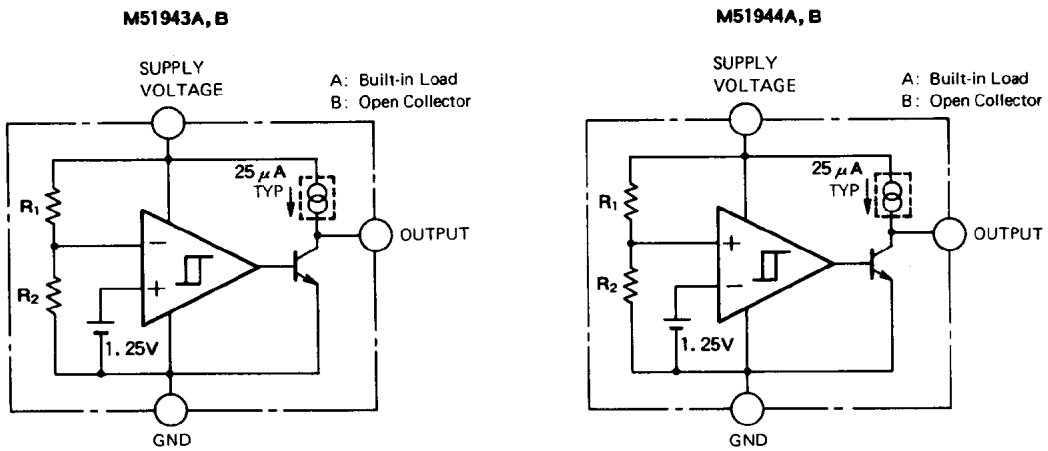 M51943A, B
SUPPLY
VOLTAGE
A: Built-in Load
B: Open Collector
25 μA
TYP
R1
R2
−
+
1.25V
OUTPUT
GND
M51944A, B
SUPPLY
VOLTAGE
A: Built-in Load
B: Open Collector
25 μA
TYP
R1
R2
+
−
1.25V
OUTPUT
GND